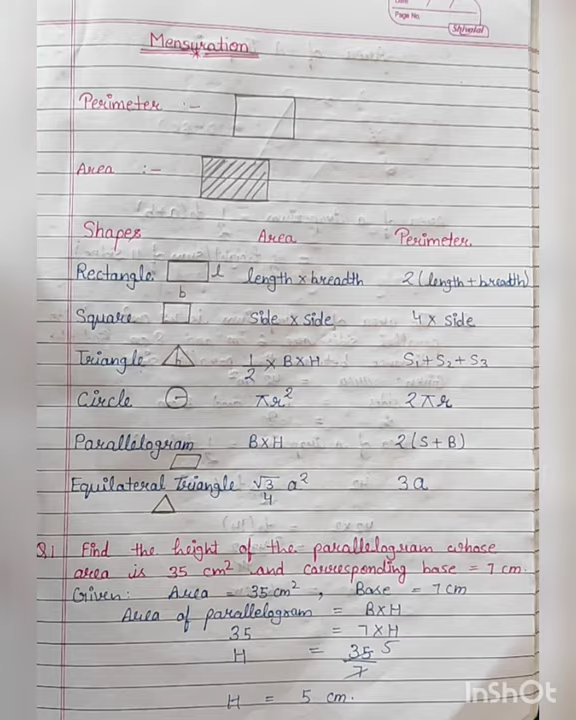 Page No.
Shivalal
Mensuration
Perimeter :-
Area :-
Shapes Area Perimeter
Rectangle l length x breadth 2(length + breadth)
b
Square Side x Side 4 x Side
Triangle h 1/2 x B x H S1 + S2 + S3
Circle πr² 2πr
Parallelogram B x H 2(S + B)
Equilateral Triangle √3/4 a² 3a
Q.1 Find the height of the parallelogram whose
area is 35 cm² and corresponding base = 7 cm.
Given: Area = 35 cm², Base = 7 cm
Area of parallelogram = B x H
35 = 7 x H
H = 35/7 5
H = 5 cm.
InShOt